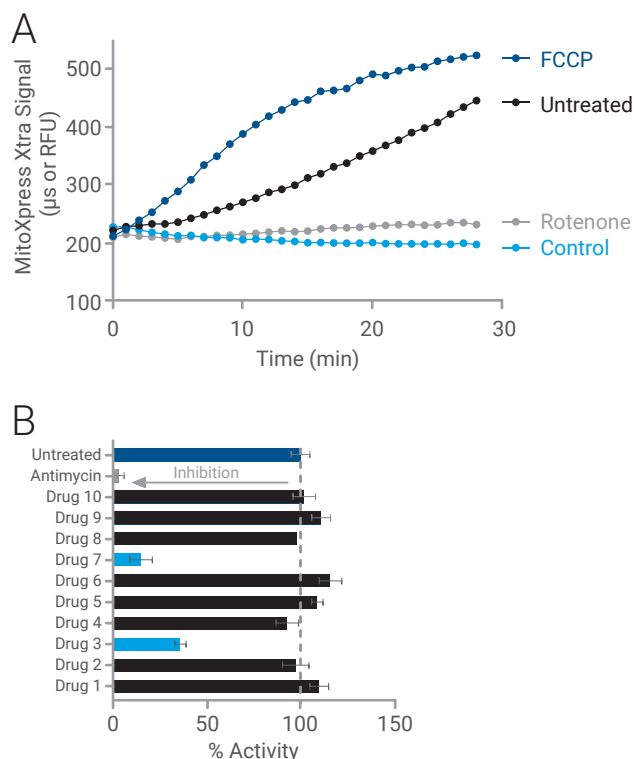 A
MitoXpress Xtra Signal
(µs or RFU)
500
400
300
200
100
0
10
20
30
Time (min)
FCCP
Untreated
Rotenone
Control
B
Untreated
Antimycin
Drug 10
Drug 9
Drug 8
Drug 7
Drug 6
Drug 5
Drug 4
Drug 3
Drug 2
Drug 1
Inhibition
0
50
100
150
% Activity